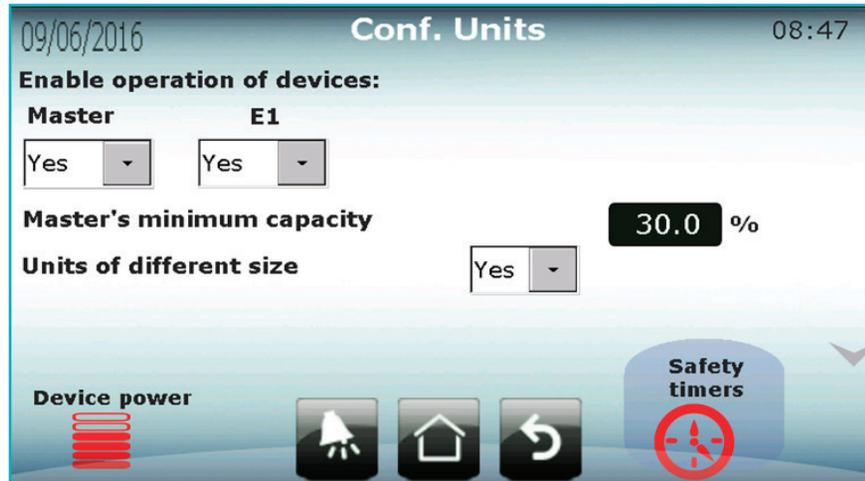 09/06/2016 Conf. Units 08:47
Enable operation of devices:
Master E1
Yes Yes
Master's minimum capacity 30.0 %
Units of different size Yes
Safety
timers
Device power